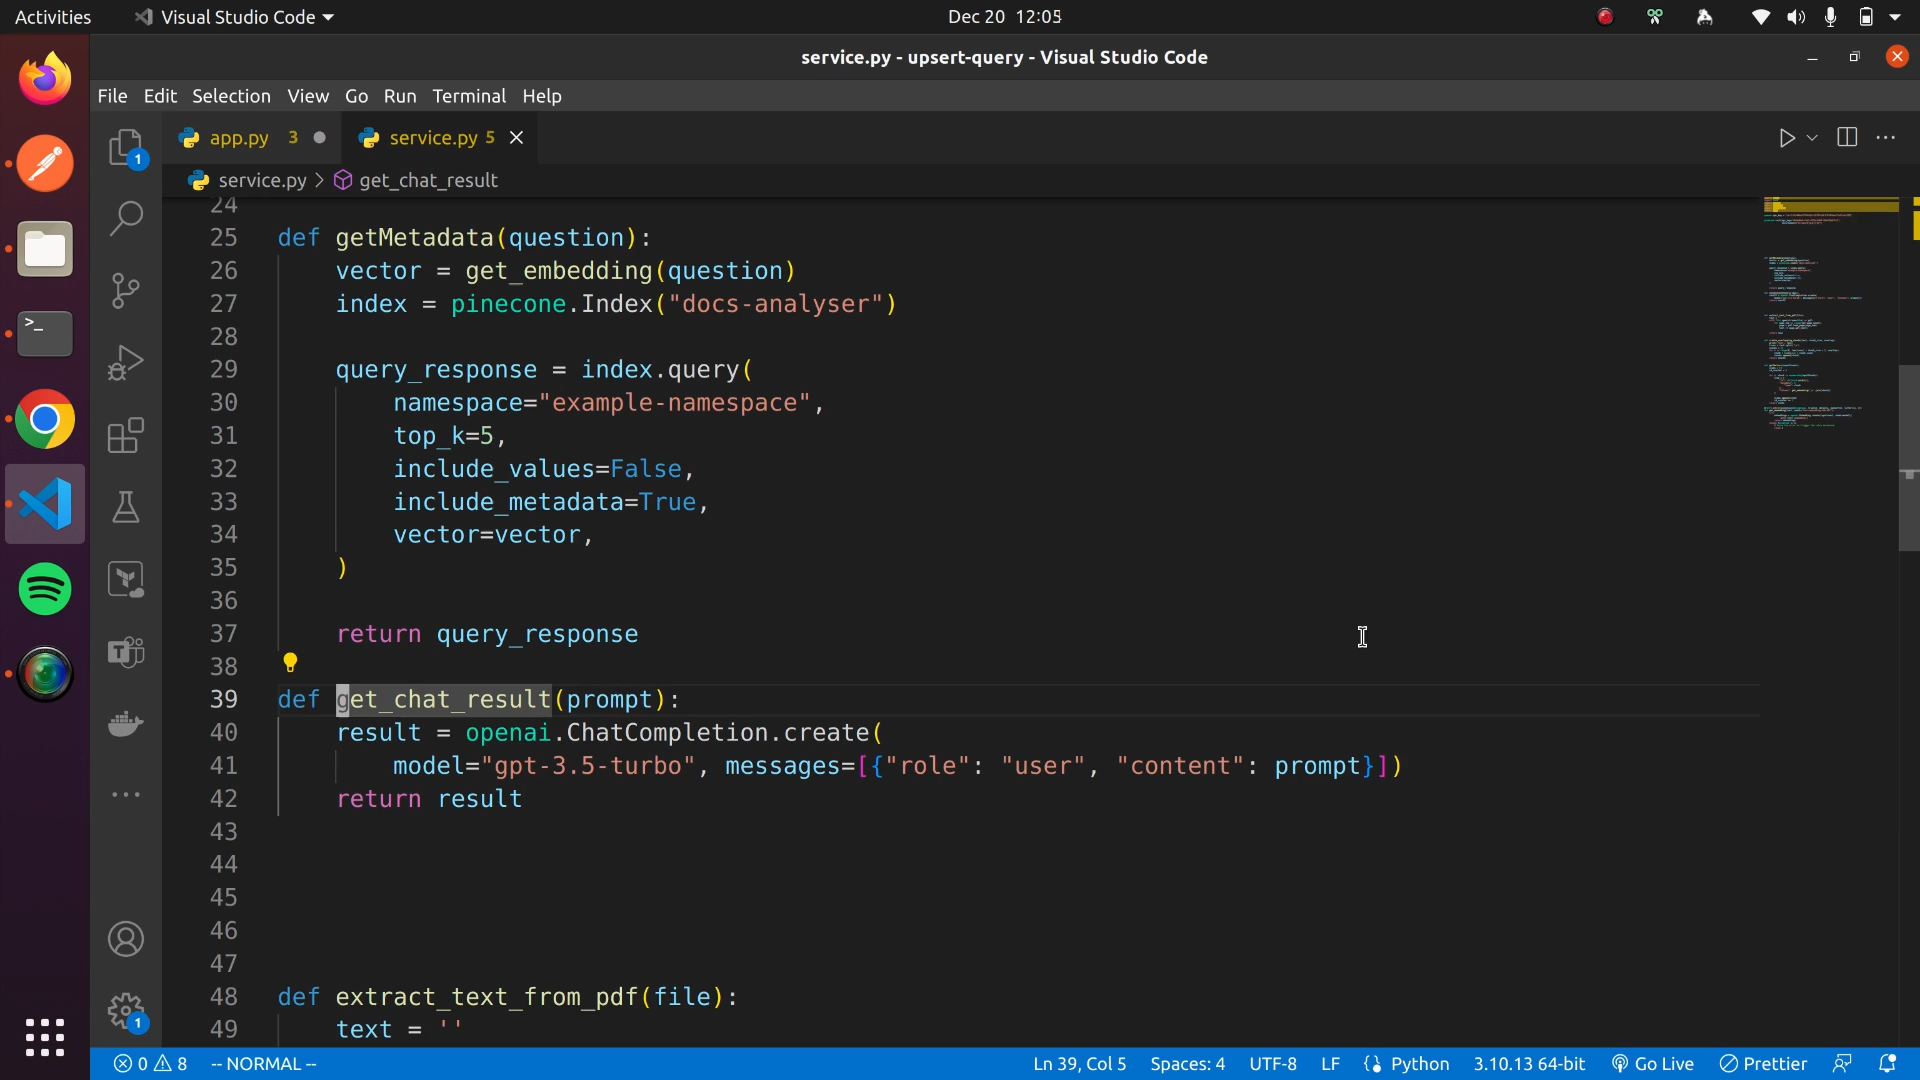 Activities
Visual Studio Code
Dec 20 12:05
service.py - upsert-query - Visual Studio Code
File Edit Selection View Go Run Terminal Help
app.py 3
service.py 5
service.py > get_chat_result
24
25 def getMetadata(question):
26 vector = get_embedding(question)
27 index = pinecone.Index("docs-analyser")
28
29 query_response = index.query(
30 namespace="example-namespace",
31 top_k=5,
32 include_values=False,
33 include_metadata=True,
34 vector=vector,
35 )
36
37 return query_response
38
39 def get_chat_result(prompt):
40 result = openai.ChatCompletion.create(
41 model="gpt-3.5-turbo", messages=[{"role": "user", "content": prompt}])
42 return result
43
44
45
46
47
48 def extract_text_from_pdf(file):
49 text = ''
1
1
0 8 -- NORMAL --
Ln 39, Col 5 Spaces: 4 UTF-8 LF Python 3.10.13 64-bit Go Live Prettier